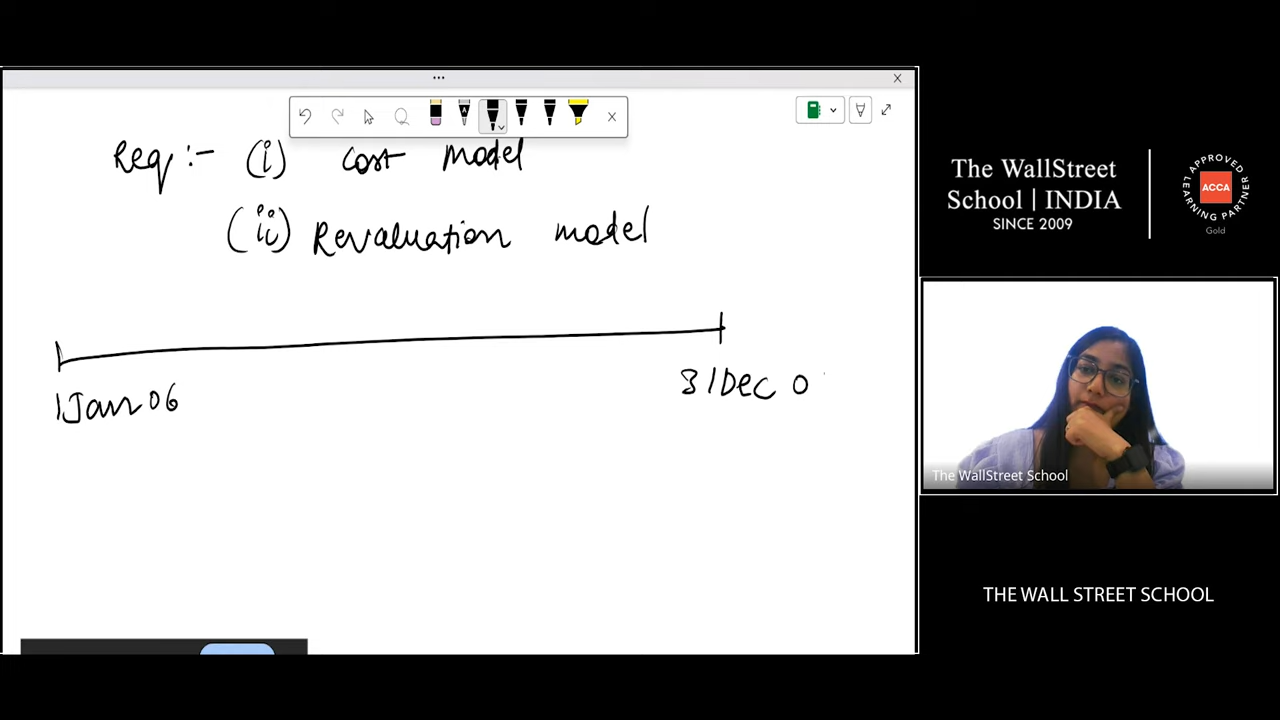 Req :- (i) Cost Model
(ii) Revaluation model
1Jan 06
31Dec 0
The WallStreet
School | INDIA
SINCE 2009
APPROVED
ACCA
LEARNING PARTNER
Gold
The WallStreet School
THE WALL STREET SCHOOL